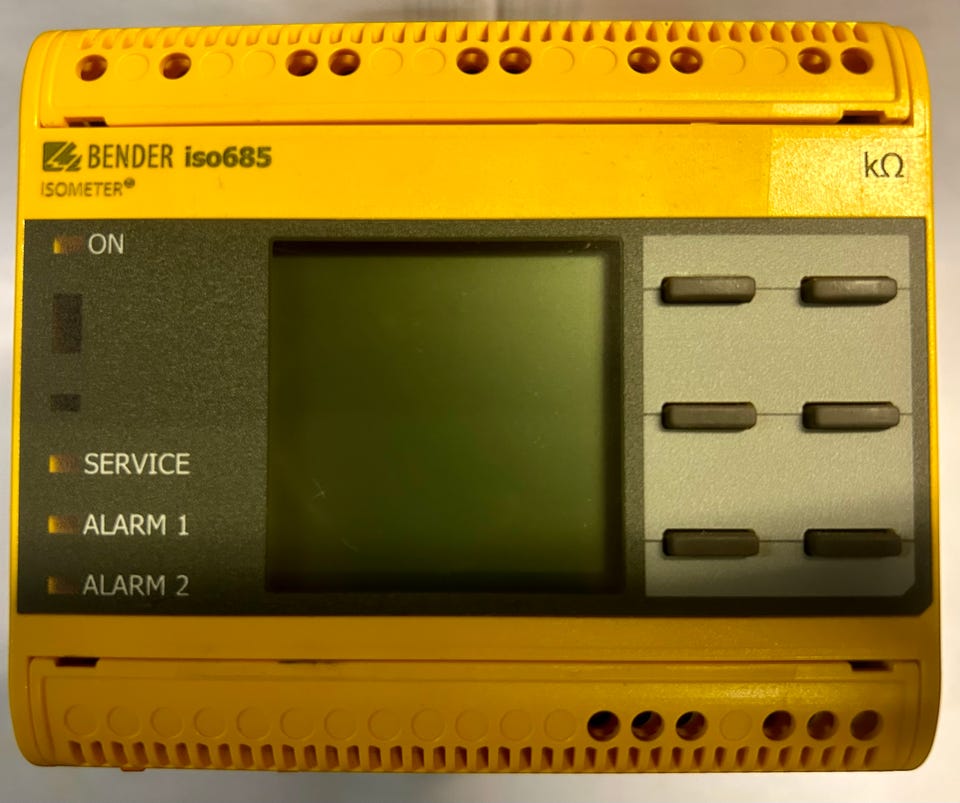 BENDER iso685
ISOMETER®
kΩ
ON
SERVICE
ALARM 1
ALARM 2